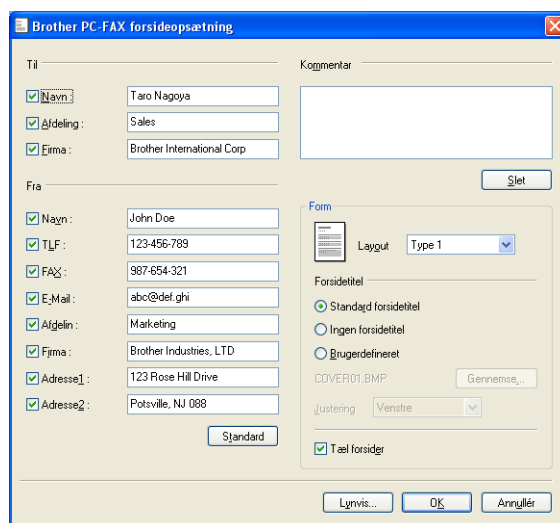 Brother PC-FAX forsideopsætning
Til
Navn : Taro Nagoya
Afdeling : Sales
Firma : Brother International Corp
Fra
Navn : John Doe
TLF : 123-456-789
FAX : 987-654-321
E-Mail : abc@def.ghi
Afdelin : Marketing
Firma : Brother Industries, LTD
Adresse1 : 123 Rose Hill Drive
Adresse2 : Potsville, NJ 088
Standard
Kommentar
Slet
Form
Layout Type 1
Forsidetitel
Standard forsidetitel
Ingen forsidetitel
Brugerdefineret
COVER01.BMP Gennemse...
Justering Venstre
Tæl forsider
Lynvis... OK Annullér